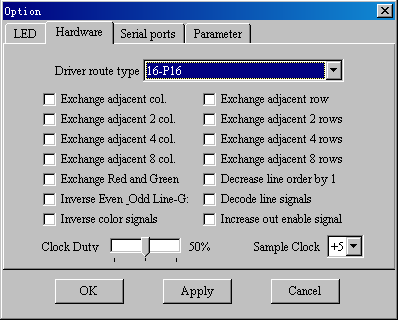 Option
LED Hardware Serial ports Parameter
Driver route type 16-P16
Exchange adjacent col. Exchange adjacent row
Exchange adjacent 2 col. Exchange adjacent 2 rows
Exchange adjacent 4 col. Exchange adjacent 4 rows
Exchange adjacent 8 col. Exchange adjacent 8 rows
Exchange Red and Green Decrease line order by 1
Inverse Even _Odd Line-G: Decode line signals
Inverse color signals Increase out enable signal
Clock Duty 50% Sample Clock +5
OK Apply Cancel